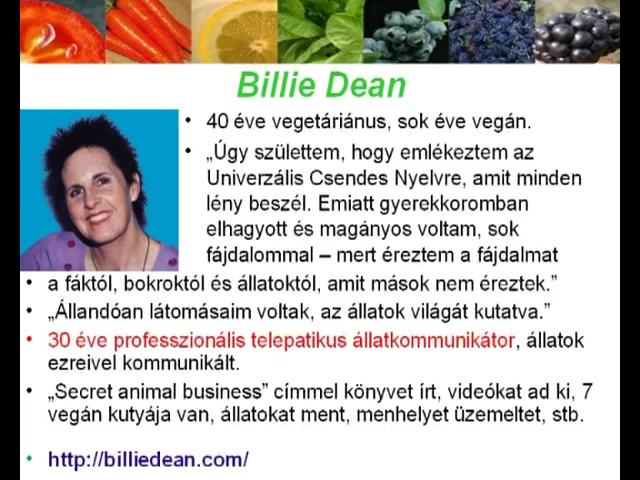 Billie Dean
• 40 éve vegetáriánus, sok éve vegán.
• „Úgy születtem, hogy emlékeztem az
Univerzális Csendes Nyelvre, amit minden
lény beszél. Emiatt gyerekkoromban
elhagyott és magányos voltam, sok
fájdalommal – mert éreztem a fájdalmat
• a fáktól, bokroktól és állatoktól, amit mások nem éreztek.”
• „Állandóan látomásaim voltak, az állatok világát kutatva.”
• 30 éve professzionális telepatikus állatkommunikátor, állatok
ezreivel kommunikált.
• „Secret animal business” címmel könyvet írt, videókat ad ki, 7
vegán kutyája van, állatokat ment, menhelyet üzemeltet, stb.
• http://billiedean.com/